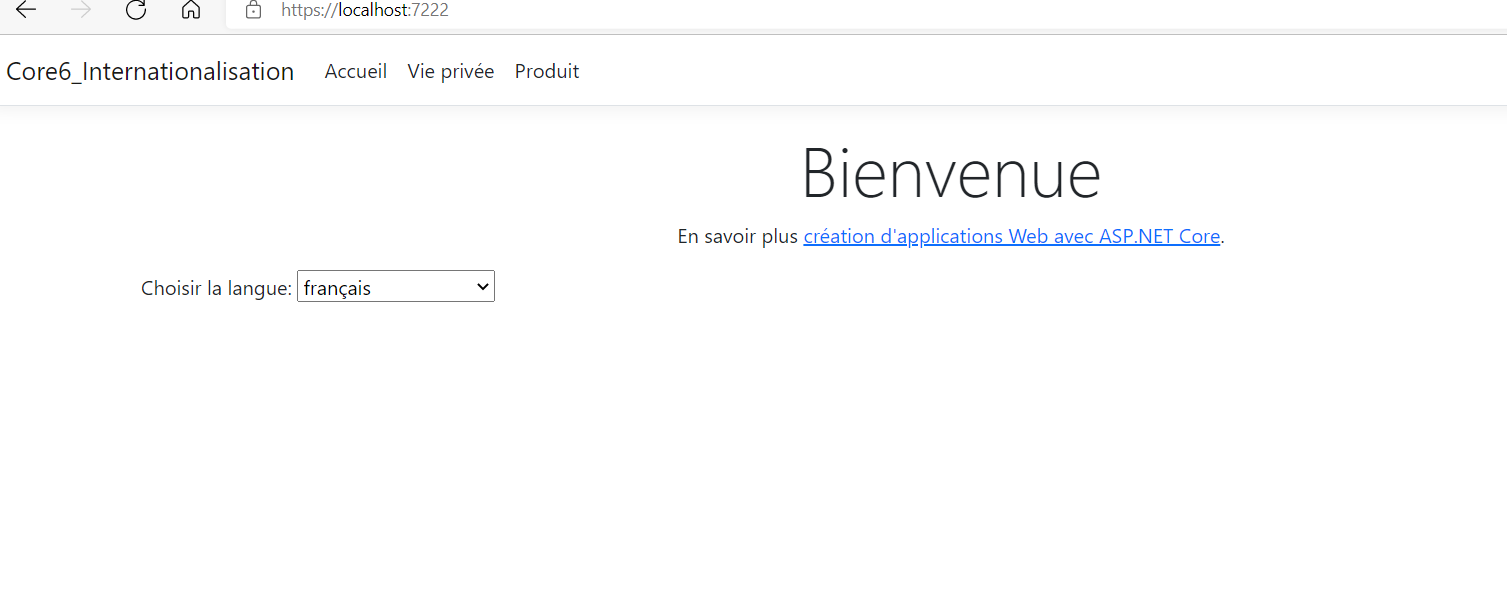 https://localhost:7222
Core6_Internationalisation Accueil Vie privée Produit
Bienvenue
En savoir plus création d'applications Web avec ASP.NET Core.
Choisir la langue: français